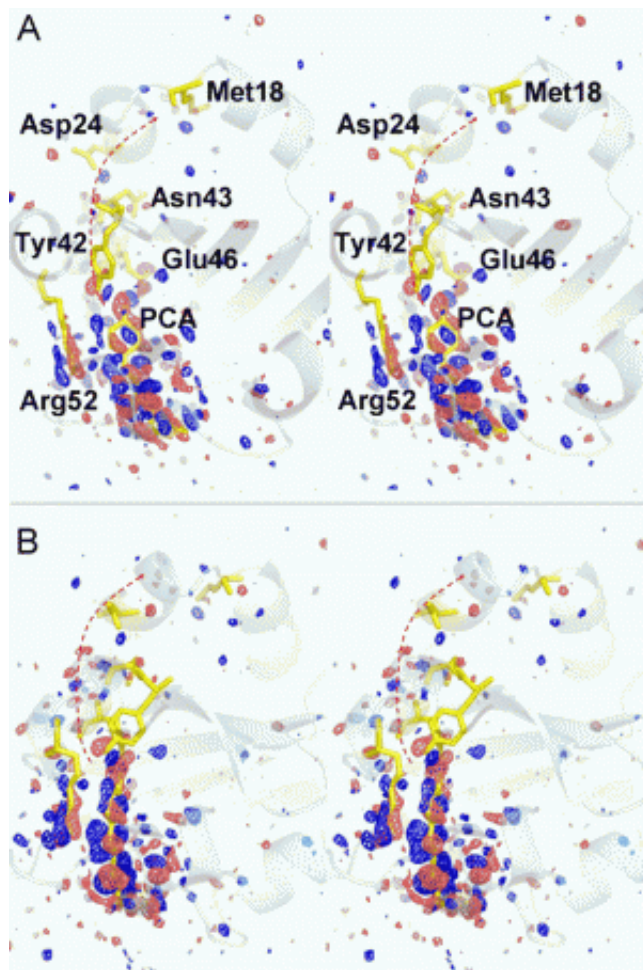 A
Met18 Met18
Asp24 Asp24
Asn43 Asn43
Tyr42 Glu46 Tyr42 Glu46
PCA PCA
Arg52 Arg52
B